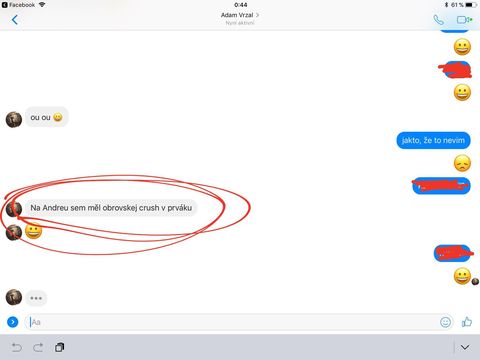 Facebook
0:44
61 %
Adam Vrzal
Nyní aktivní
ou ou
jakto, že to nevim
Na Andreu sem měl obrovskej crush v prváku
Aa